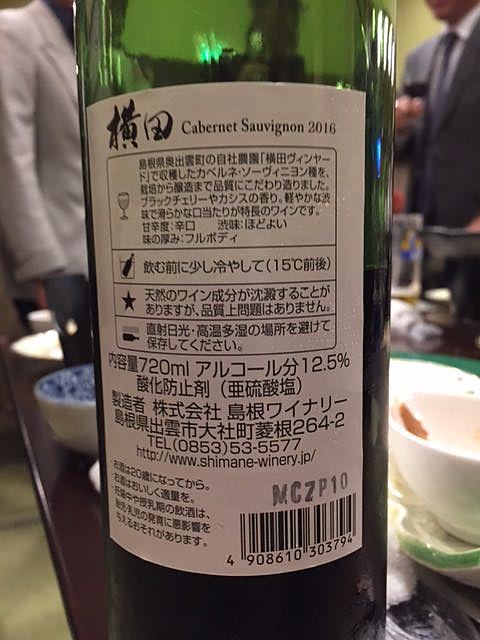 横田 Cabernet Sauvignon 2016
島根県奥出雲町の自社農園「横田ヴィンヤー
ド」で収穫したカベルネ・ソーヴィニヨン種を、
栽培から醸造まで品質にこだわり造りました。
ブラックチェリーやカシスの香り。軽やかな渋
味で滑らかな口当たりが特長のワインです。
甘辛度:辛口 渋味:ほどよい
味の厚み:フルボディ
飲む前に少し冷やして(15℃前後)
天然のワイン成分が沈澱することが
ありますが、品質上問題はありません。
直射日光・高温多湿の場所を避けて
保存してください。
内容量720ml アルコール分12.5%
酸化防止剤(亜硫酸塩)
製造者 株式会社 島根ワイナリー
島根県出雲市大社町菱根264-2
TEL(0853)53-5577
http://www.shimane-winery.jp/
お酒は20歳になってから。
お酒はおいしく適量を。
妊娠中や授乳期の飲酒は、
胎児・乳児の発育に悪影響を
与えるおそれがあります。
MCZP10
4 908610 303794